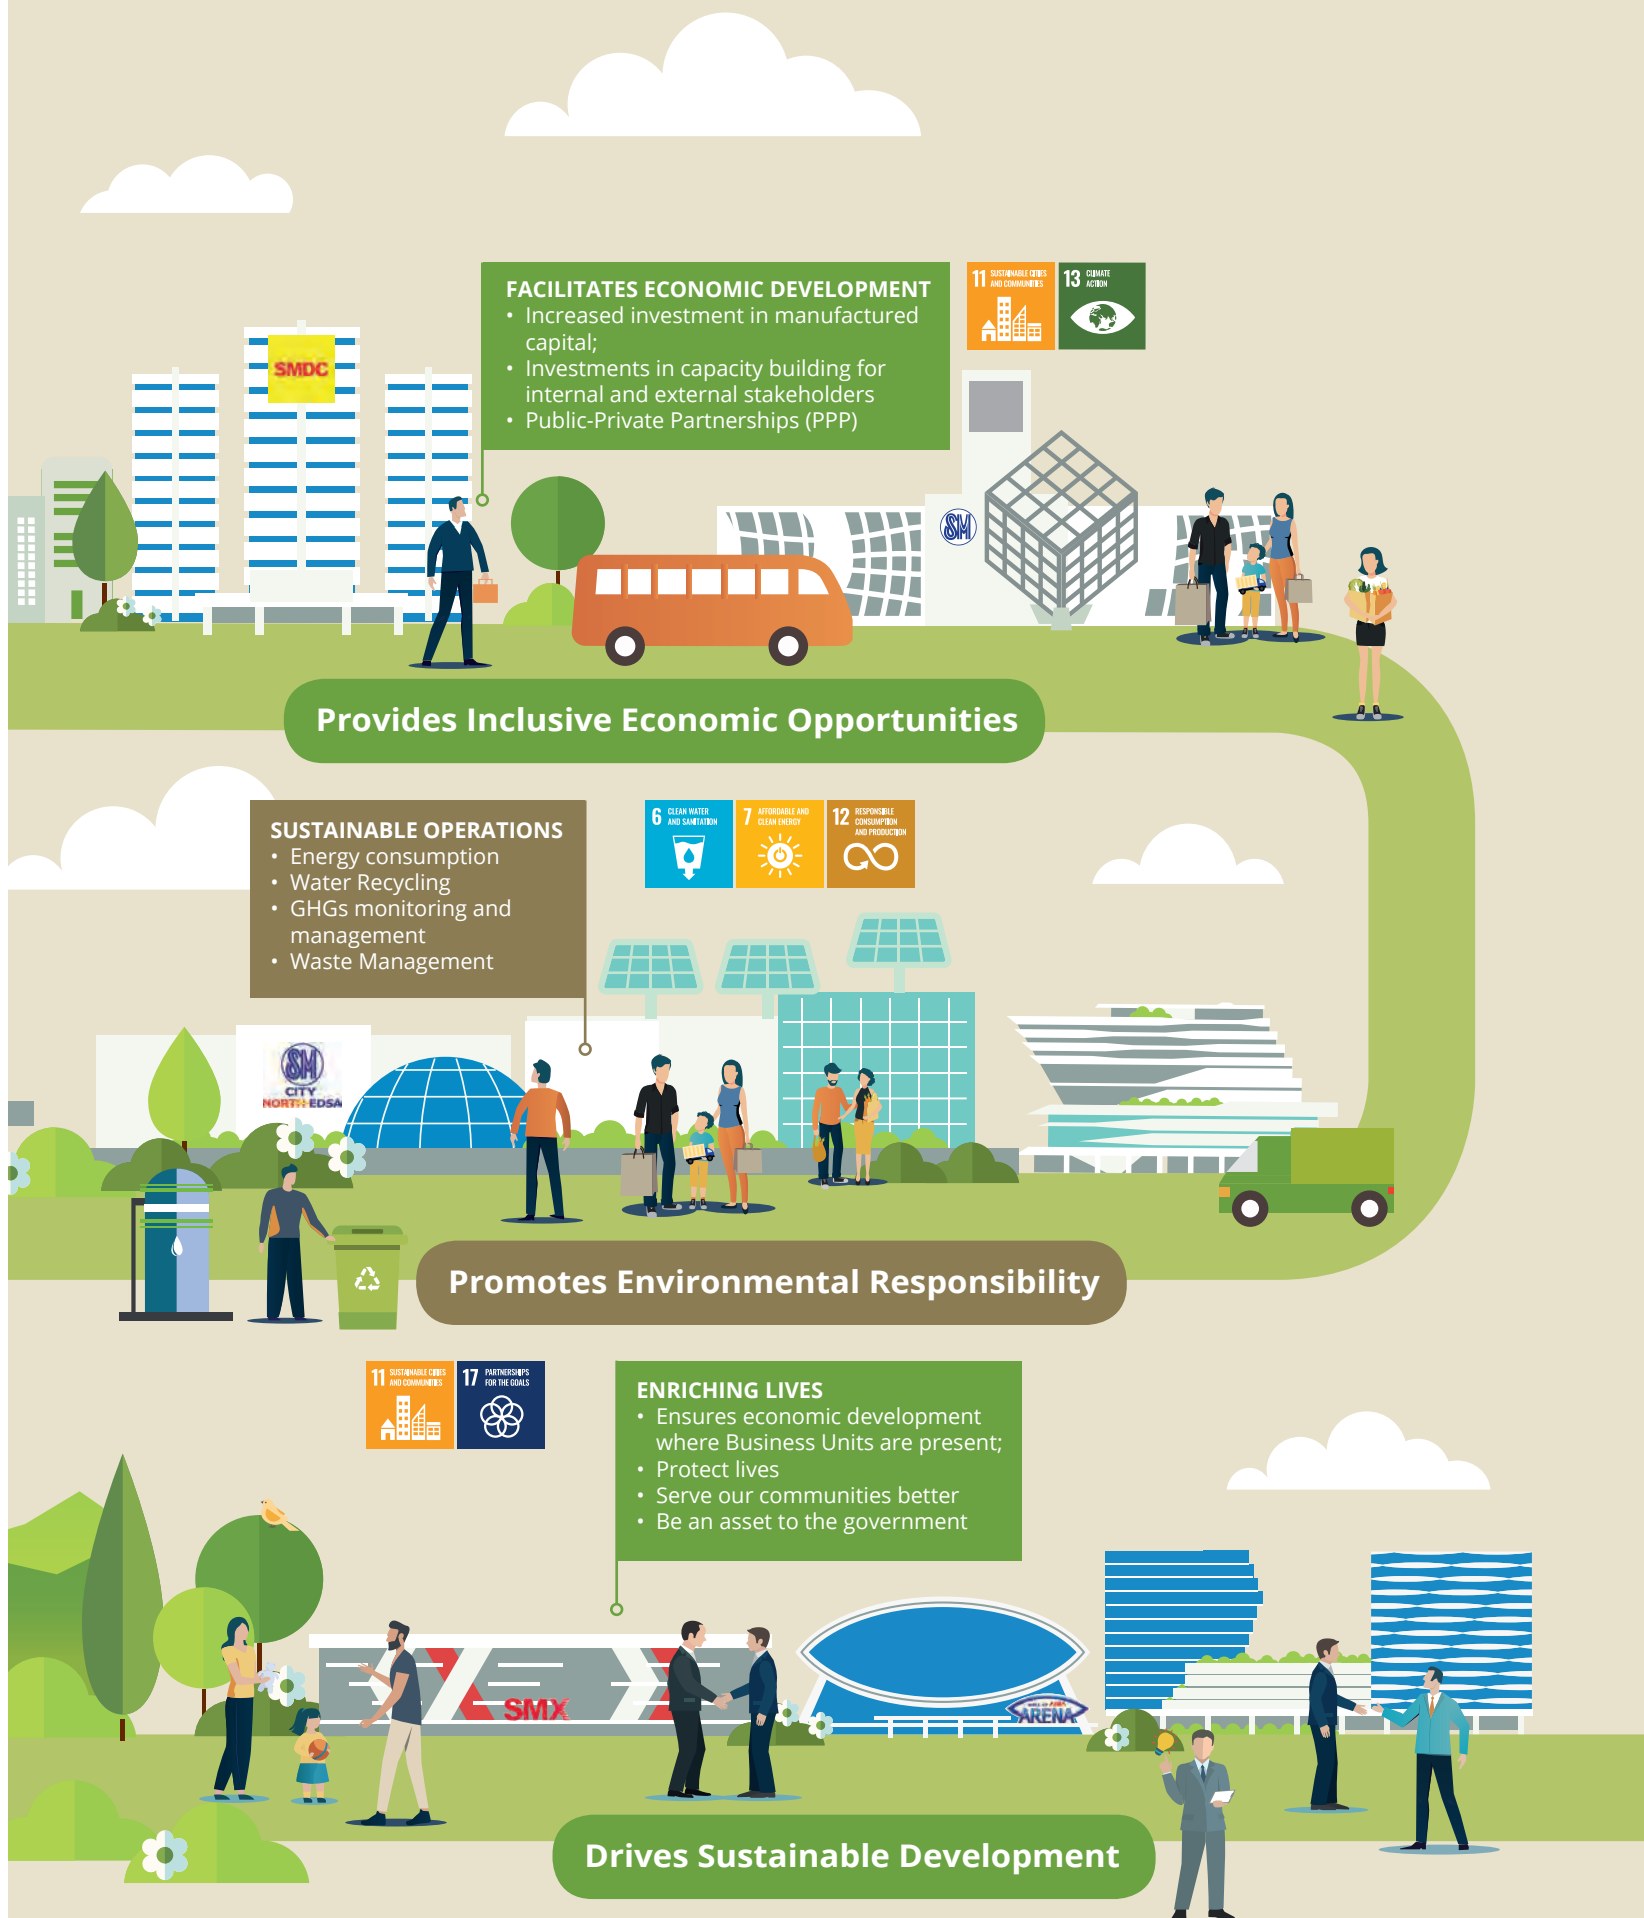 FACILITATES ECONOMIC DEVELOPMENT
• Increased investment in manufactured
capital;
• Investments in capacity building for
internal and external stakeholders
• Public-Private Partnerships (PPP)
11 SUSTAINABLE CITIES
AND COMMUNITIES
13 CLIMATE
ACTION
SMDC
SM
Provides Inclusive Economic Opportunities
SUSTAINABLE OPERATIONS
• Energy consumption
• Water Recycling
• GHGs monitoring and
management
• Waste Management
6 CLEAN WATER
AND SANITATION
7 AFFORDABLE AND
CLEAN ENERGY
12 RESPONSIBLE
CONSUMPTION
AND PRODUCTION
SM
CITY
NORTH EDSA
Promotes Environmental Responsibility
11 SUSTAINABLE CITIES
AND COMMUNITIES
17 PARTNERSHIPS
FOR THE GOALS
ENRICHING LIVES
• Ensures economic development
where Business Units are present;
• Protect lives
• Serve our communities better
• Be an asset to the government
SMX
ARENA
Drives Sustainable Development